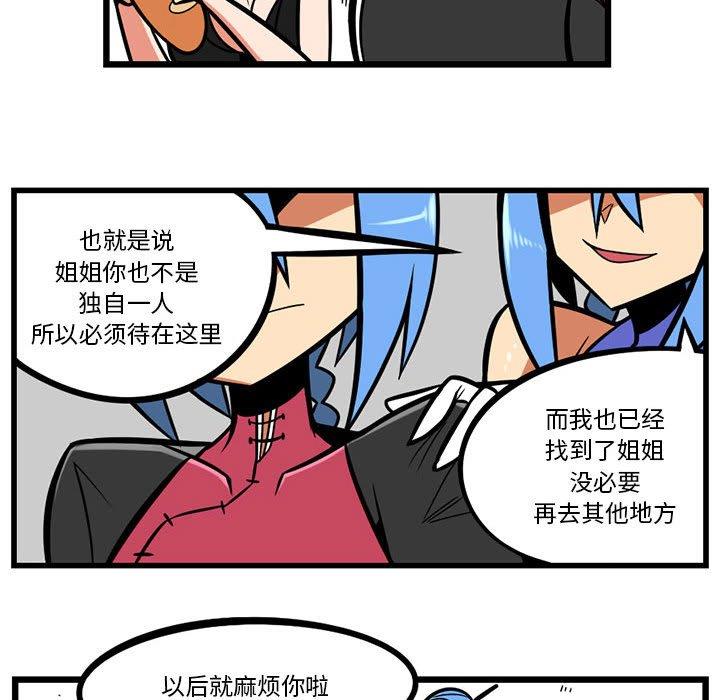 也就是说
姐姐你也不是
独自一人
所以必须待在这里
而我也已经
找到了姐姐
没必要
再去其他地方
以后就麻烦你啦